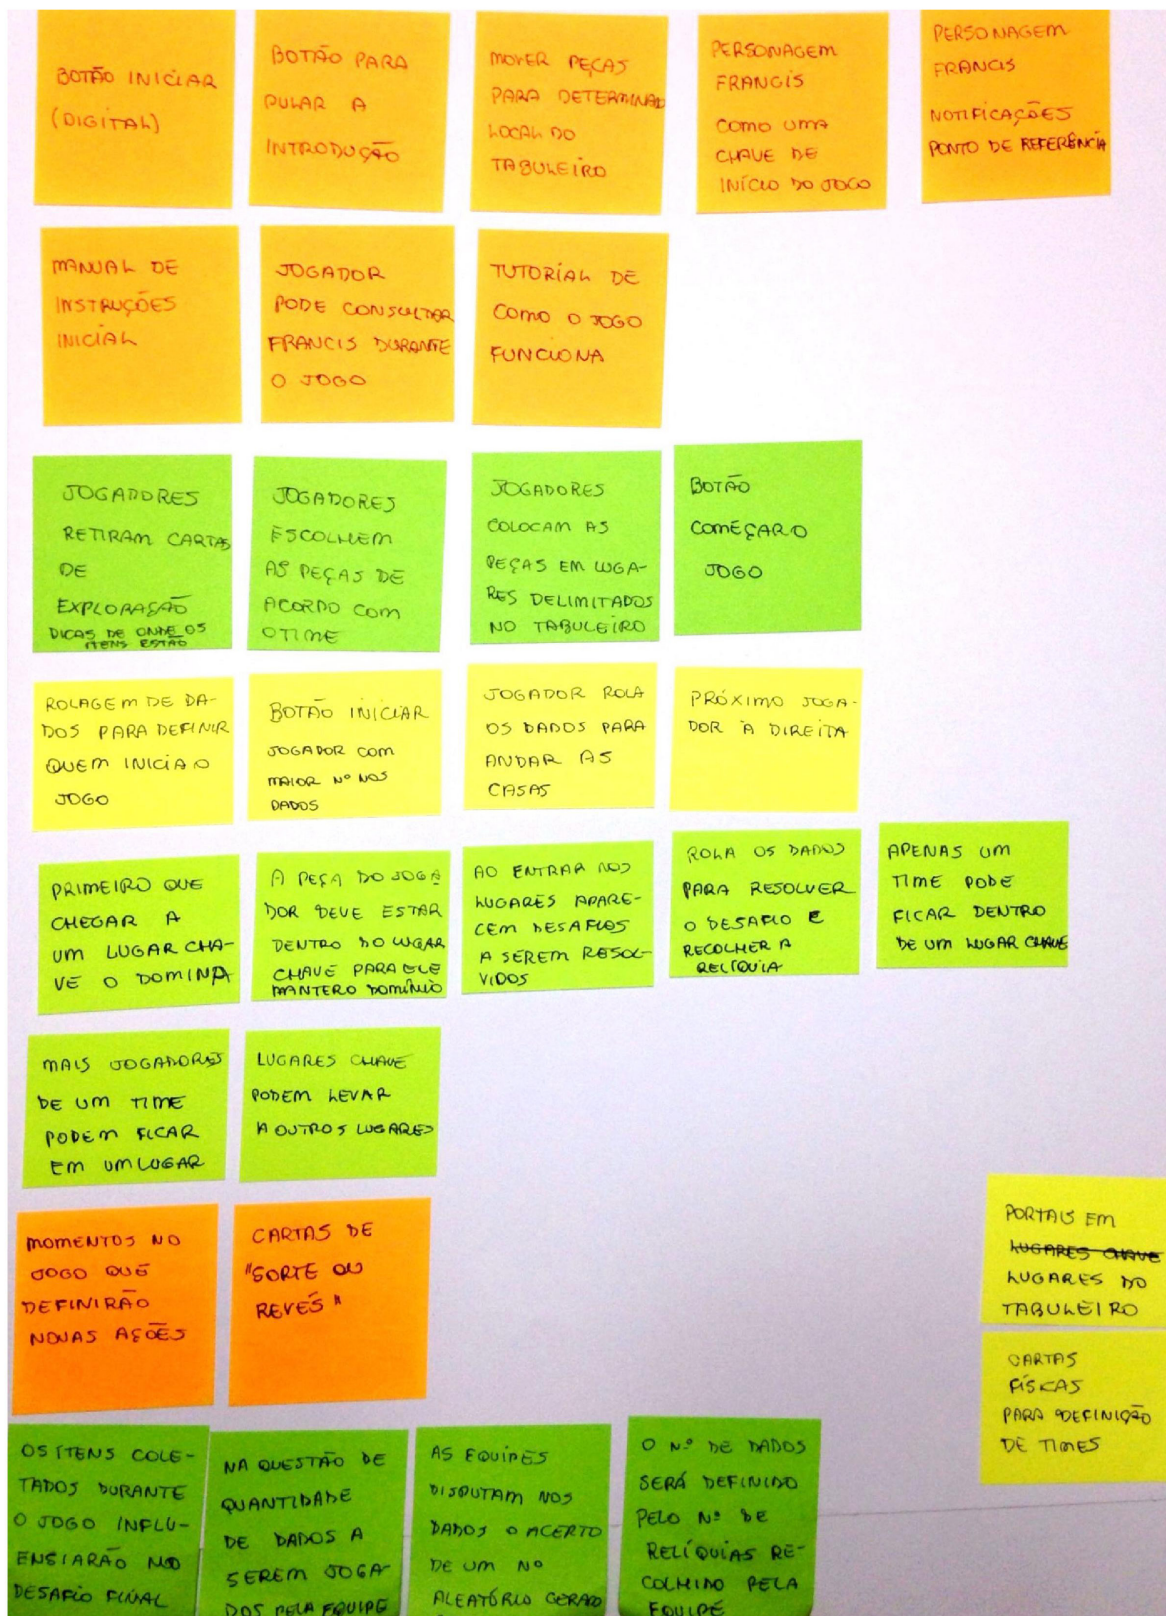 BOTÃO INICIAR
(DIGITAL)
BOTÃO PARA
PULAR A
INTRODUÇÃO
MOVER PEÇAS
PARA DETERMINADO
LOCAL DO
TABULEIRO
PERSONAGEM
FRANCIS
COMO UMA
CHAVE DE
INÍCIO DO JOGO
PERSONAGEM
FRANCIS
NOTIFICAÇÕES
PONTO DE REFERÊNCIA
MANUAL DE
INSTRUÇÕES
INICIAL
JOGADOR
PODE CONSULTAR
FRANCIS DURANTE
O JOGO
TUTORIAL DE
COMO O JOGO
FUNCIONA
JOGADORES
RETIRAM CARTAS
DE
EXPLORAÇÃO
DICAS DE ONDE OS
ITENS ESTÃO
JOGADORES
ESCOLHEM
AS PEÇAS DE
ACORDO COM
O TIME
JOGADORES
COLOCAM AS
PEÇAS EM LUGA-
RES DELIMITADOS
NO TABULEIRO
BOTÃO
COMEÇAR O
JOGO
ROLAGEM DE DA-
DOS PARA DEFINIR
QUEM INICIA O
JOGO
BOTÃO INICIAR
JOGADOR COM
MAIOR Nº NOS
DADOS
JOGADOR ROLA
OS DADOS PARA
ANDAR AS
CASAS
PRÓXIMO JOGA-
DOR À DIREITA
PRIMEIRO QUE
CHEGAR A
UM LUGAR CHA-
VE O DOMINA
A PEÇA DO JOGA
DOR DEVE ESTAR
DENTRO DO LUGAR
CHAVE PARA ELE
MANTER O DOMÍNIO
AO ENTRAR NOS
LUGARES APARE-
CEM DESAFIOS
A SEREM RESOL-
VIDOS
ROLA OS DADOS
PARA RESOLVER
O DESAFIO E
RECOLHER A
RELÍQUIA
APENAS UM
TIME PODE
FICAR DENTRO
DE UM LUGAR CHAVE
MAIS JOGADORES
DE UM TIME
PODEM FICAR
EM UM LUGAR
LUGARES CHAVE
PODEM LEVAR
A OUTROS LUGARES
MOMENTOS NO
JOGO QUE
DEFINIRÃO
NOVAS AÇÕES
CARTAS DE
"SORTE OU
REVÉS"
PORTAIS EM
LUGARES CHAVE
LUGARES DO
TABULEIRO
CARTAS
FÍSICAS
PARA DEFINIÇÃO
DE TIMES
OS ITENS COLE-
TADOS DURANTE
O JOGO INFLU-
ENSIARÃO NO
DESAFIO FINAL
NA QUESTÃO DE
QUANTIDADE
DE DADOS A
SEREM JOGA-
DOS PELA EQUIPE
AS EQUIPES
DISPUTAM NOS
DADOS O ACERTO
DE UM Nº
ALEATÓRIO GERADO
O Nº DE DADOS
SERÁ DEFINIDO
PELO Nº DE
RELÍQUIAS RE-
COLHIDO PELA
EQUIPE